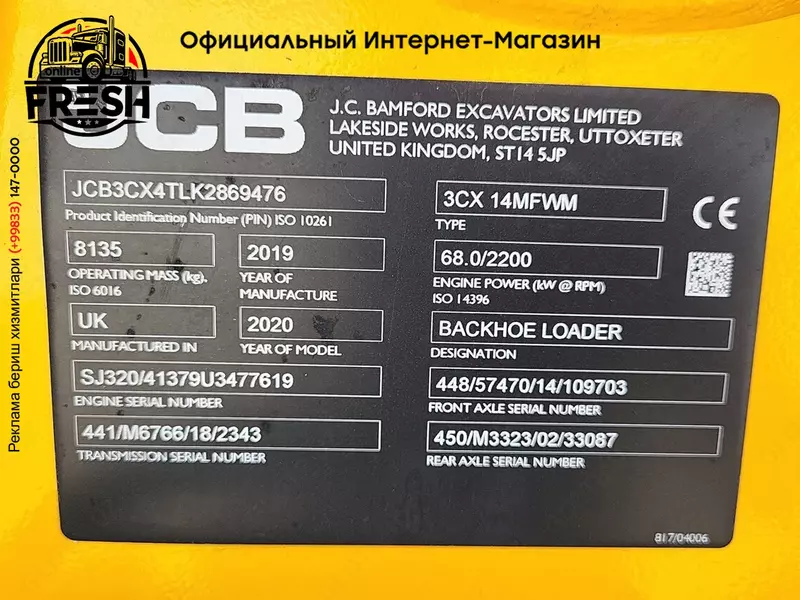 Официальный Интернет-Магазин
online
FRESH
JCB
J.C. BAMFORD EXCAVATORS LIMITED
LAKESIDE WORKS, ROCESTER, UTTOXETER
UNITED KINGDOM, ST14 5JP
JCB3CX4TLK2869476
Product Identification Number (PIN) ISO 10261
3CX 14MFWM
TYPE
CE
8135
OPERATING MASS (kg).
ISO 6016
2019
YEAR OF
MANUFACTURE
68.0/2200
ENGINE POWER (kW @ RPM)
ISO 14396
UK
MANUFACTURED IN
2020
YEAR OF MODEL
BACKHOE LOADER
DESIGNATION
SJ320/41379U3477619
ENGINE SERIAL NUMBER
448/57470/14/109703
FRONT AXLE SERIAL NUMBER
441/M6766/18/2343
TRANSMISSION SERIAL NUMBER
450/M3323/02/33087
REAR AXLE SERIAL NUMBER
817/04006
Реклама бериш хизмитлари (+99833) 147-0000